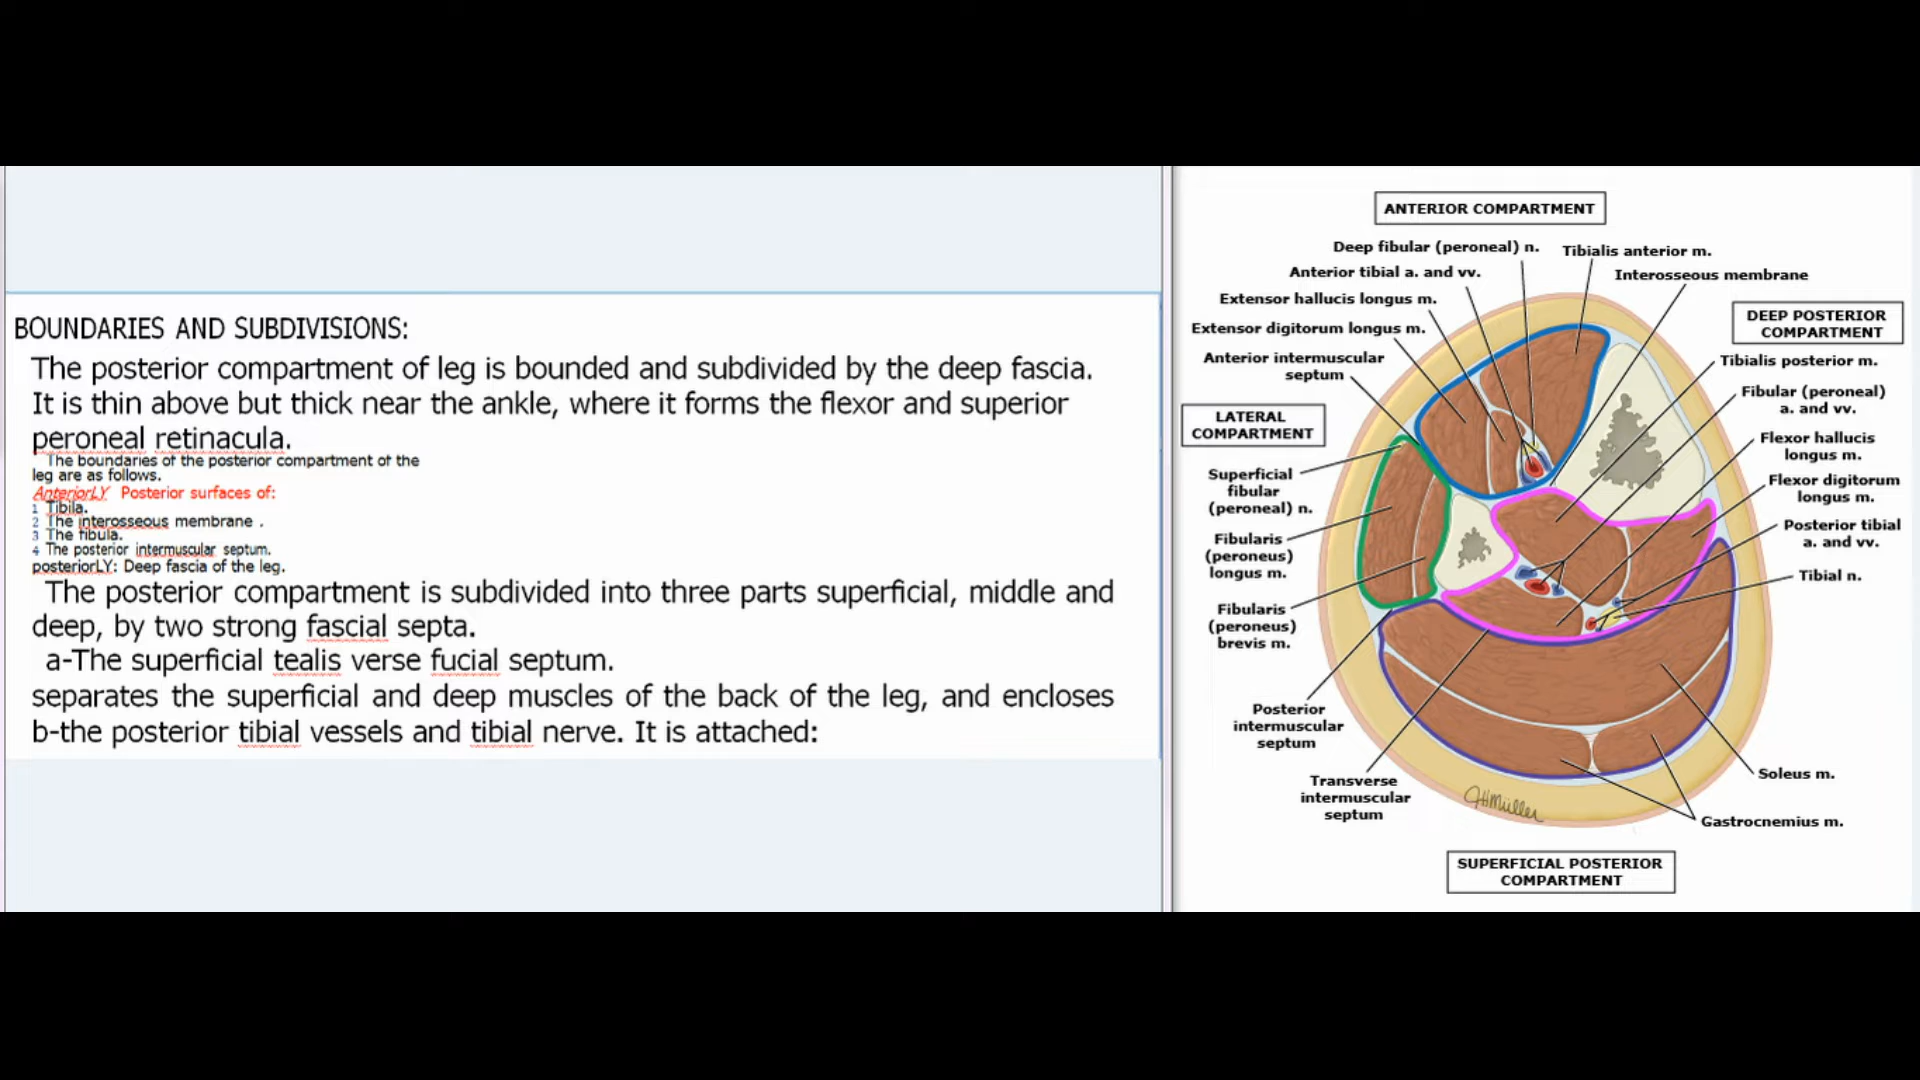 BOUNDARIES AND SUBDIVISIONS:
The posterior compartment of leg is bounded and subdivided by the deep fascia.
It is thin above but thick near the ankle, where it forms the flexor and superior
peroneal retinacula.
The boundaries of the posterior compartment of the
leg are as follows.
AnteriorLY Posterior surfaces of:
1 Tibila.
2 The interosseous membrane .
3 The fibula.
4 The posterior intermuscular septum.
posteriorLY: Deep fascia of the leg.
The posterior compartment is subdivided into three parts superficial, middle and
deep, by two strong fascial septa.
a-The superficial tealis verse fucial septum.
separates the superficial and deep muscles of the back of the leg, and encloses
b-the posterior tibial vessels and tibial nerve. It is attached:
ANTERIOR COMPARTMENT
Deep fibular (peroneal) n.
Tibialis anterior m.
Anterior tibial a. and vv.
Interosseous membrane
Extensor hallucis longus m.
Extensor digitorum longus m.
Anterior intermuscular
septum
DEEP POSTERIOR
COMPARTMENT
Tibialis posterior m.
Fibular (peroneal)
a. and vv.
Flexor hallucis
longus m.
Flexor digitorum
longus m.
Posterior tibial
a. and vv.
Tibial n.
LATERAL
COMPARTMENT
Superficial
fibular
(peroneal) n.
Fibularis
(peroneus)
longus m.
Fibularis
(peroneus)
brevis m.
Posterior
intermuscular
septum
Transverse
intermuscular
septum
Soleus m.
Gastrocnemius m.
JHMüller
SUPERFICIAL POSTERIOR
COMPARTMENT